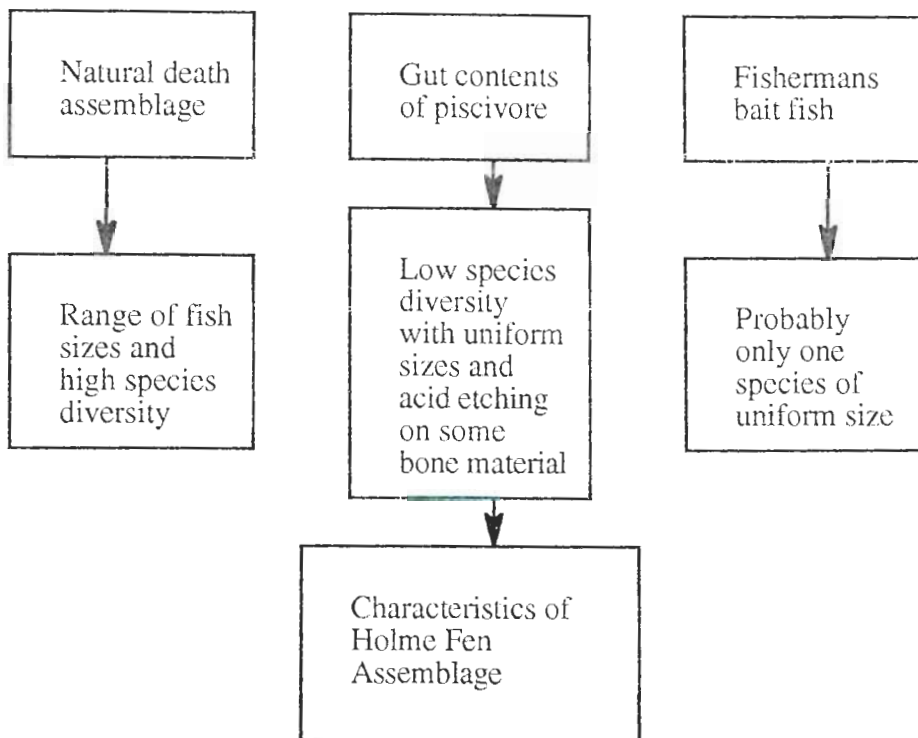 Natural death
assemblage
Gut contents
of piscivore
Fishermans
bait fish
Range of fish
sizes and
high species
diversity
Low species
diversity
with uniform
sizes and
acid etching
on some
bone material
Probably
only one
species of
uniform size
Characteristics of
Holme Fen
Assemblage